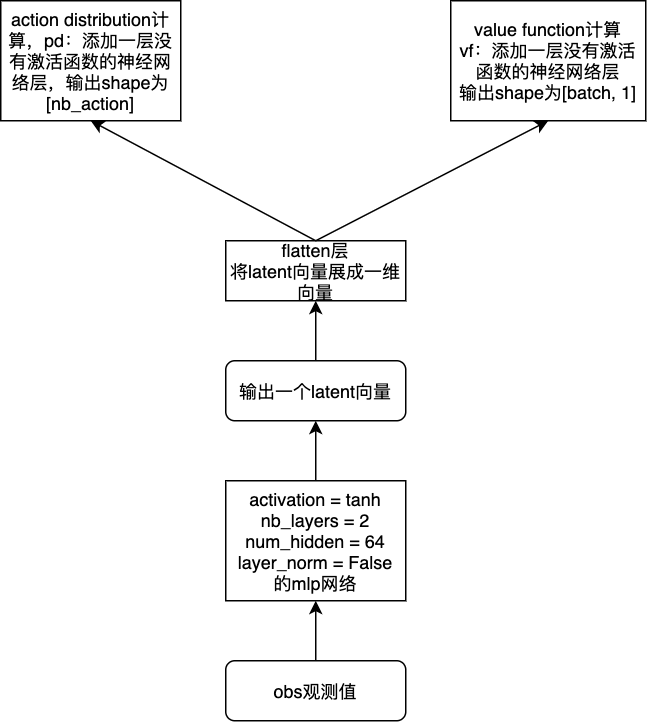 action distribution计
算，pd：添加一层没
有激活函数的神经网
络层，输出shape为
[nb_action]
value function计算
vf：添加一层没有激活
函数的神经网络层
输出shape为[batch, 1]
flatten层
将latent向量展成一维
向量
输出一个latent向量
activation = tanh
nb_layers = 2
num_hidden = 64
layer_norm = False
的mlp网络
obs观测值